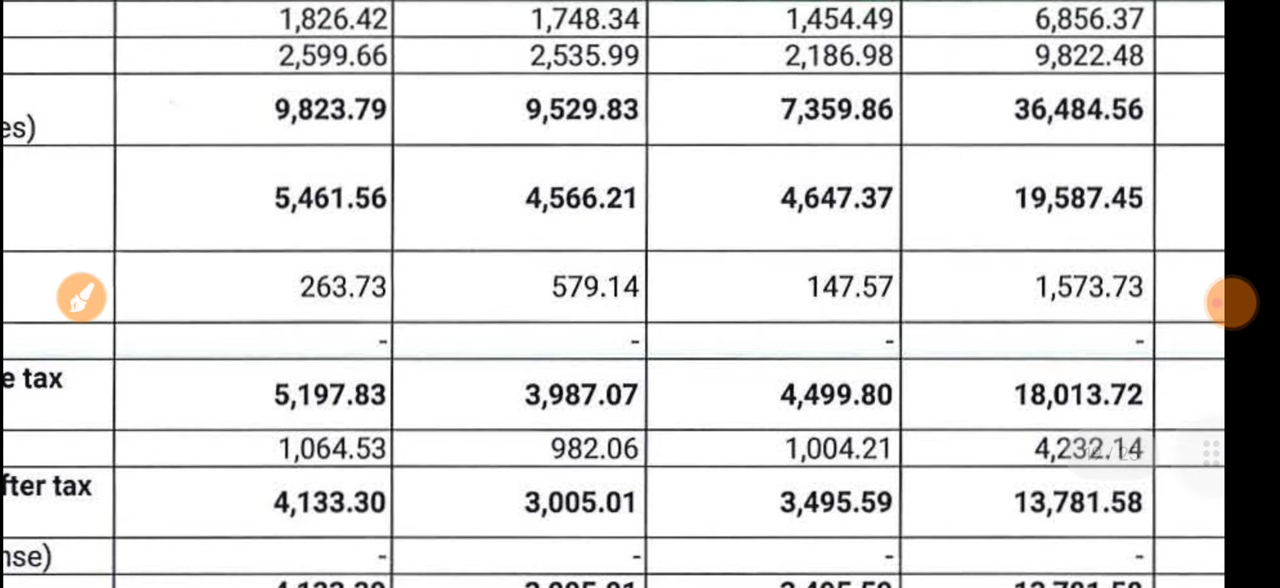 1,826.42 1,748.34 1,454.49 6,856.37
2,599.66 2,535.99 2,186.98 9,822.48
9,823.79 9,529.83 7,359.86 36,484.56
es)
5,461.56 4,566.21 4,647.37 19,587.45
263.73 579.14 147.57 1,573.73
- - - -
e tax
5,197.83 3,987.07 4,499.80 18,013.72
1,064.53 982.06 1,004.21 4,232.14
fter tax
4,133.30 3,005.01 3,495.59 13,781.58
nse) - - - -